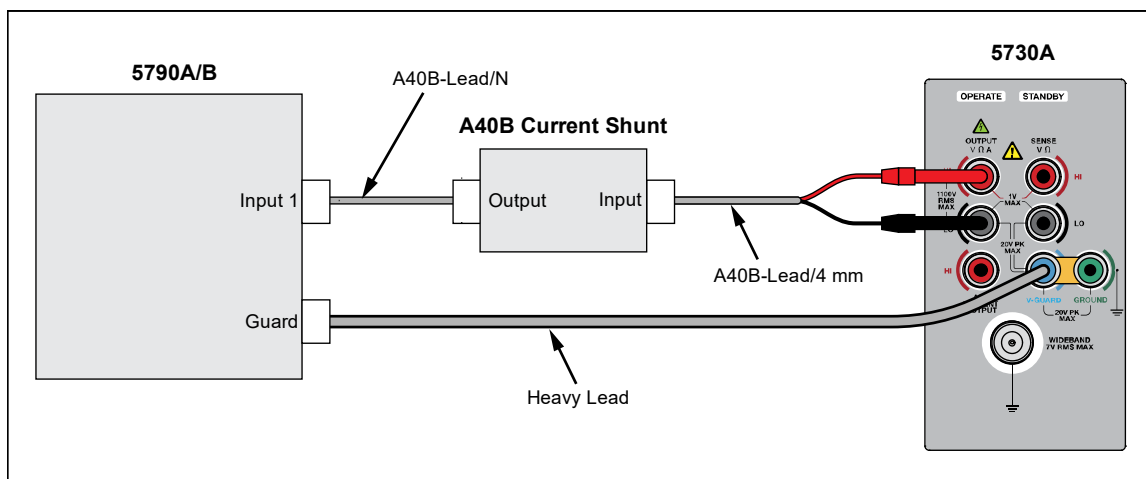 5790A/B
A40B-Lead/N
A40B Current Shunt
Input 1
Output
Input
A40B-Lead/4 mm
Guard
Heavy Lead
5730A
OPERATE
STANDBY
OUTPUT
V Ω A
SENSE
V Ω
HI
1100V
RMS
MAX
1V
MAX
LO
20V PK
MAX
HI
V-GUARD
GROUND
20V PK
MAX
WIDEBAND
7V RMS MAX